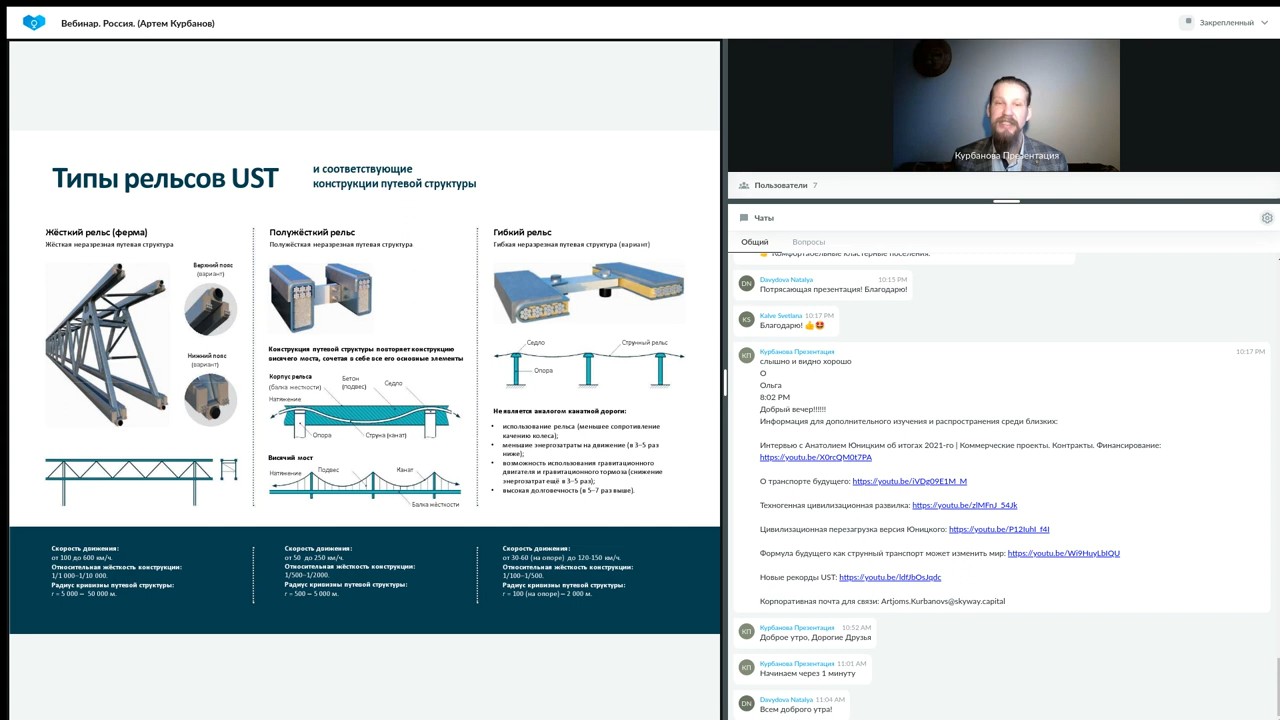 Вебинар. Россия. (Артем Курбанов)
Закрепленный
Типы рельсов UST
и соответствующие
конструкции путевой структуры
Жёсткий рельс (ферма)
Жёсткая неразрезная путевая структура
Верхний пояс
(вариант)
Нижний пояс
(вариант)
Полужёсткий рельс
Полужёсткая неразрезная путевая структура
Конструкция путевой структуры повторяет конструкцию
висячего моста, сочетая в себе все его основные элементы
Корпус рельса
(балка жесткости)
Бетон
(подвес)
Седло
Натяжение
Опора
Струна (канат)
Висячий мост
Натяжение
Подвес
Канат
Балка жёсткости
Гибкий рельс
Гибкая неразрезная путевая структура (вариант)
Седло
Струнный рельс
Опора
Не является аналогом канатной дороги:
• использование рельса (меньшее сопротивление
качению колеса);
• меньшие энергозатраты на движение (в 3–5 раз
ниже);
• возможность использования гравитационного
двигателя и гравитационного тормоза (снижение
энергозатрат ещё в 3–5 раз);
• высокая долговечность (в 5–7 раз выше).
Скорость движения:
от 100 до 600 км/ч.
Относительная жёсткость конструкции:
1/1 000–1/10 000.
Радиус кривизны путевой структуры:
r = 5 000 – 50 000 м.
Скорость движения:
от 50 до 250 км/ч.
Относительная жёсткость конструкции:
1/500–1/2000.
Радиус кривизны путевой структуры:
r = 500 – 5 000 м.
Скорость движения:
от 30-60 (на опоре) до 120-150 км/ч.
Относительная жёсткость конструкции:
1/100–1/500.
Радиус кривизны путевой структуры:
r = 100 (на опоре) – 2 000 м.
Курбанова Презентация
Пользователи 7
Чаты
Общий
Вопросы
Комфортабельные кластерные поселения.
DN
Davydova Natalya 10:15 PM
Потрясающая презентация! Благодарю!
KS
Kalve Svetlana 10:17 PM
Благодарю! 👍🤩
КП
Курбанова Презентация 10:17 PM
слышно и видно хорошо
О
Ольга
8:02 PM
Добрый вечер!!!!!!
Информация для дополнительного изучения и распространения среди близких:
Интервью с Анатолием Юницким об итогах 2021-го | Коммерческие проекты. Контракты. Финансирование:
https://youtu.be/X0rcQM0t7PA
О транспорте будущего: https://youtu.be/iVDg09E1M_M
Техногенная цивилизационная развилка: https://youtu.be/zlMFnJ_54Jk
Цивилизационная перезагрузка версия Юницкого: https://youtu.be/P12IuhI_f4I
Формула будущего как струнный транспорт может изменить мир: https://youtu.be/Wi9HuyLbIQU
Новые рекорды UST: https://youtu.be/ldfJbOsJqdc
Корпоративная почта для связи: Artjoms.Kurbanovs@skyway.capital
КП
Курбанова Презентация 10:52 AM
Доброе утро, Дорогие Друзья
КП
Курбанова Презентация 11:01 AM
Начинаем через 1 минуту
DN
Davydova Natalya 11:04 AM
Всем доброго утра!